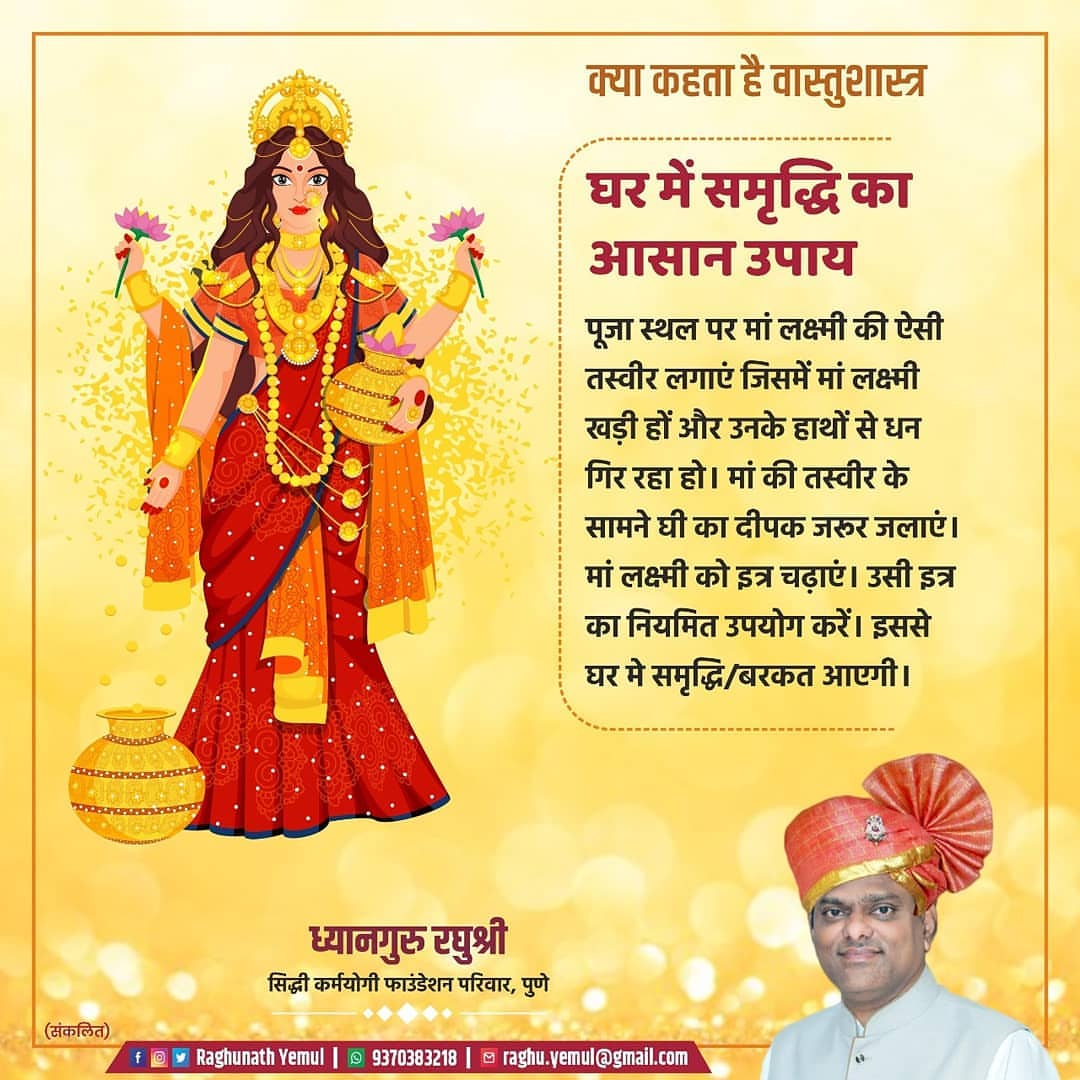 क्या कहता है वास्तुशास्त्र
घर में समृद्धि का
आसान उपाय
पूजा स्थल पर मां लक्ष्मी की ऐसी
तस्वीर लगाएं जिसमें मां लक्ष्मी
खड़ी हों और उनके हाथों से धन
गिर रहा हो। मां की तस्वीर के
सामने घी का दीपक जरूर जलाएं।
मां लक्ष्मी को इत्र चढ़ाएं। उसी इत्र
का नियमित उपयोग करें। इससे
घर मे समृद्धि/बरकत आएगी।
ध्यानगुरु रघुश्री
सिद्धी कर्मयोगी फाउंडेशन परिवार, पुणे
(संकलित)
Raghunath Yemul | 9370383218 | raghu.yemul@gmail.com